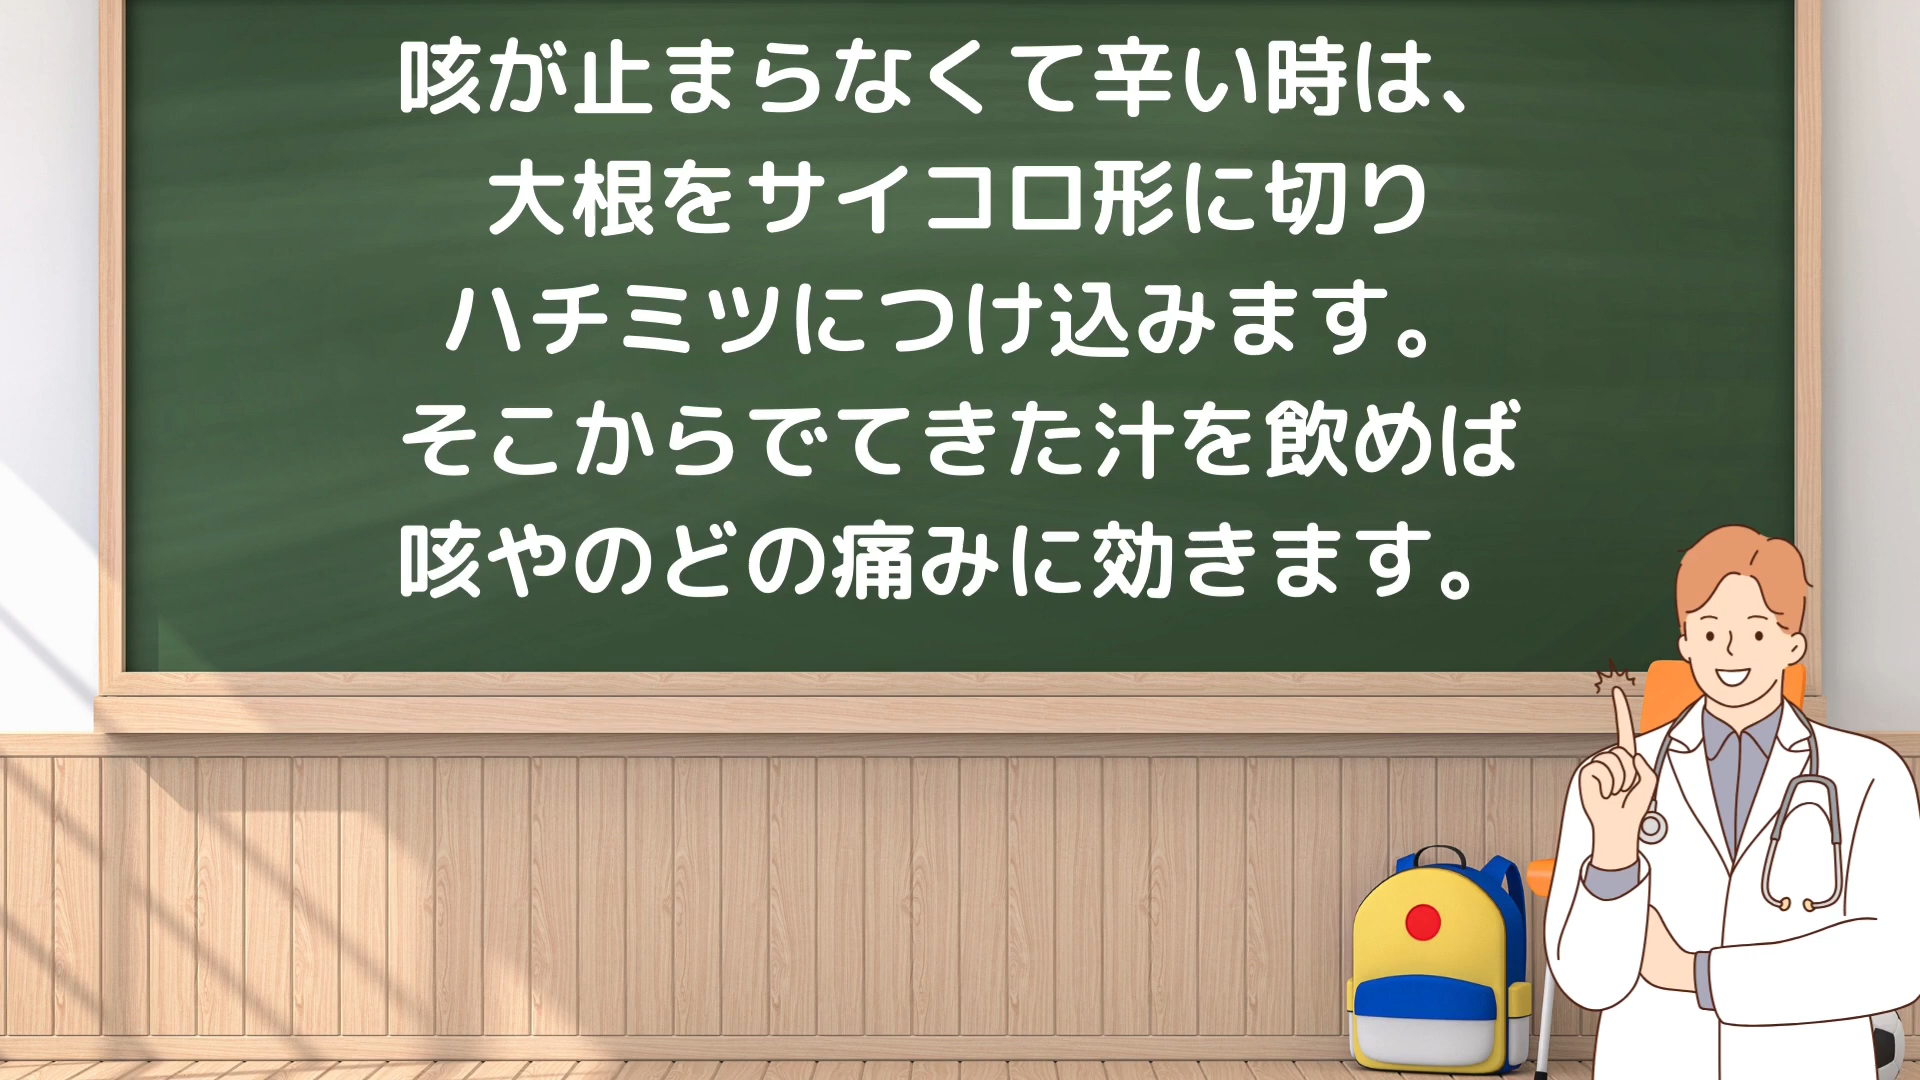 咳が止まらなくて辛い時は、
大根をサイコロ形に切り
ハチミツにつけ込みます。
そこからでてきた汁を飲めば
咳やのどの痛みに効きます。